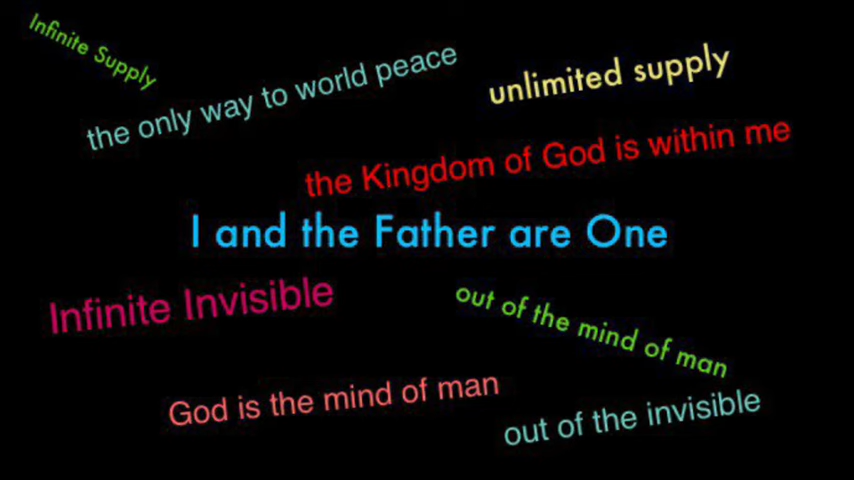 Infinite Supply
the only way to world peace
unlimited supply
the Kingdom of God is within me
I and the Father are One
Infinite Invisible
out of the mind of man
God is the mind of man
out of the invisible